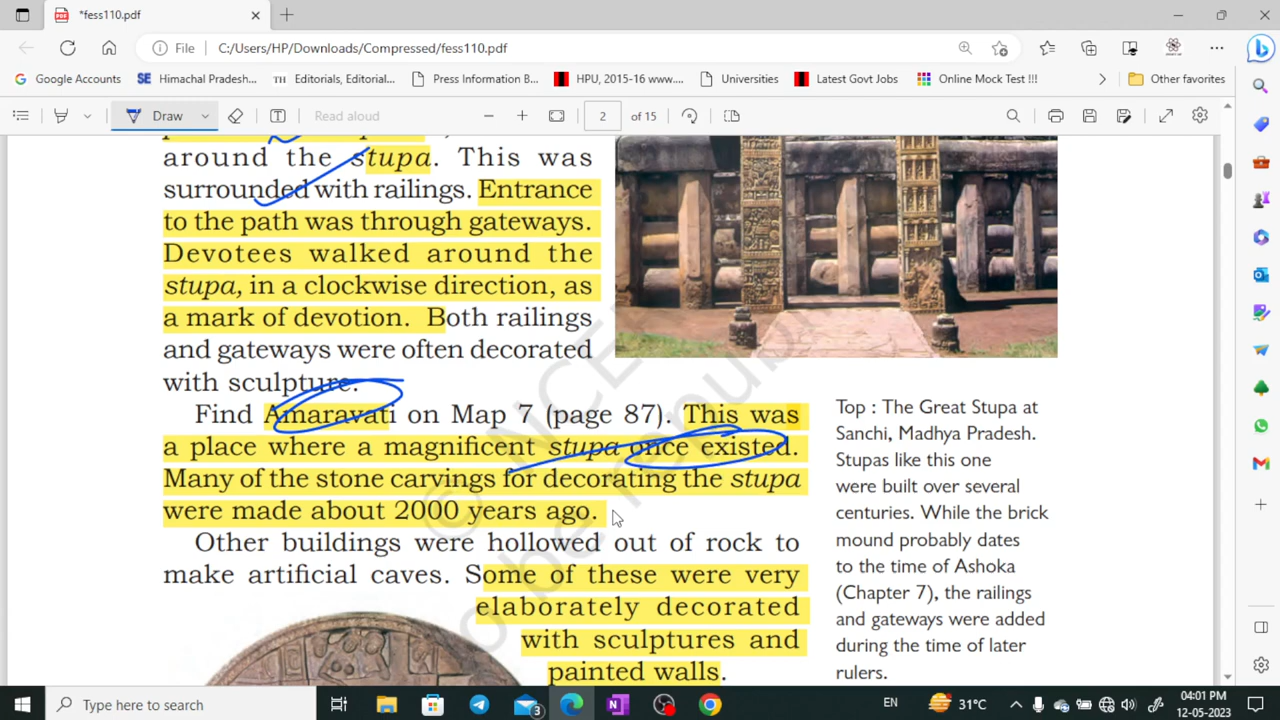 *fess110.pdf
File C:/Users/HP/Downloads/Compressed/fess110.pdf
Google Accounts SE Himachal Pradesh... TH Editorials, Editorial... Press Information B... HPU, 2015-16 www.... Universities Latest Govt Jobs Online Mock Test !!! Other favorites
Draw Read aloud 2 of 15
around the stupa. This was
surrounded with railings. Entrance
to the path was through gateways.
Devotees walked around the
stupa, in a clockwise direction, as
a mark of devotion. Both railings
and gateways were often decorated
with sculpture.
Find Amaravati on Map 7 (page 87). This was
a place where a magnificent stupa once existed.
Many of the stone carvings for decorating the stupa
were made about 2000 years ago.
Other buildings were hollowed out of rock to
make artificial caves. Some of these were very
elaborately decorated
with sculptures and
painted walls.
Top : The Great Stupa at
Sanchi, Madhya Pradesh.
Stupas like this one
were built over several
centuries. While the brick
mound probably dates
to the time of Ashoka
(Chapter 7), the railings
and gateways were added
during the time of later
rulers.
Type here to search
3
31°C
EN
04:01 PM
12-05-2023